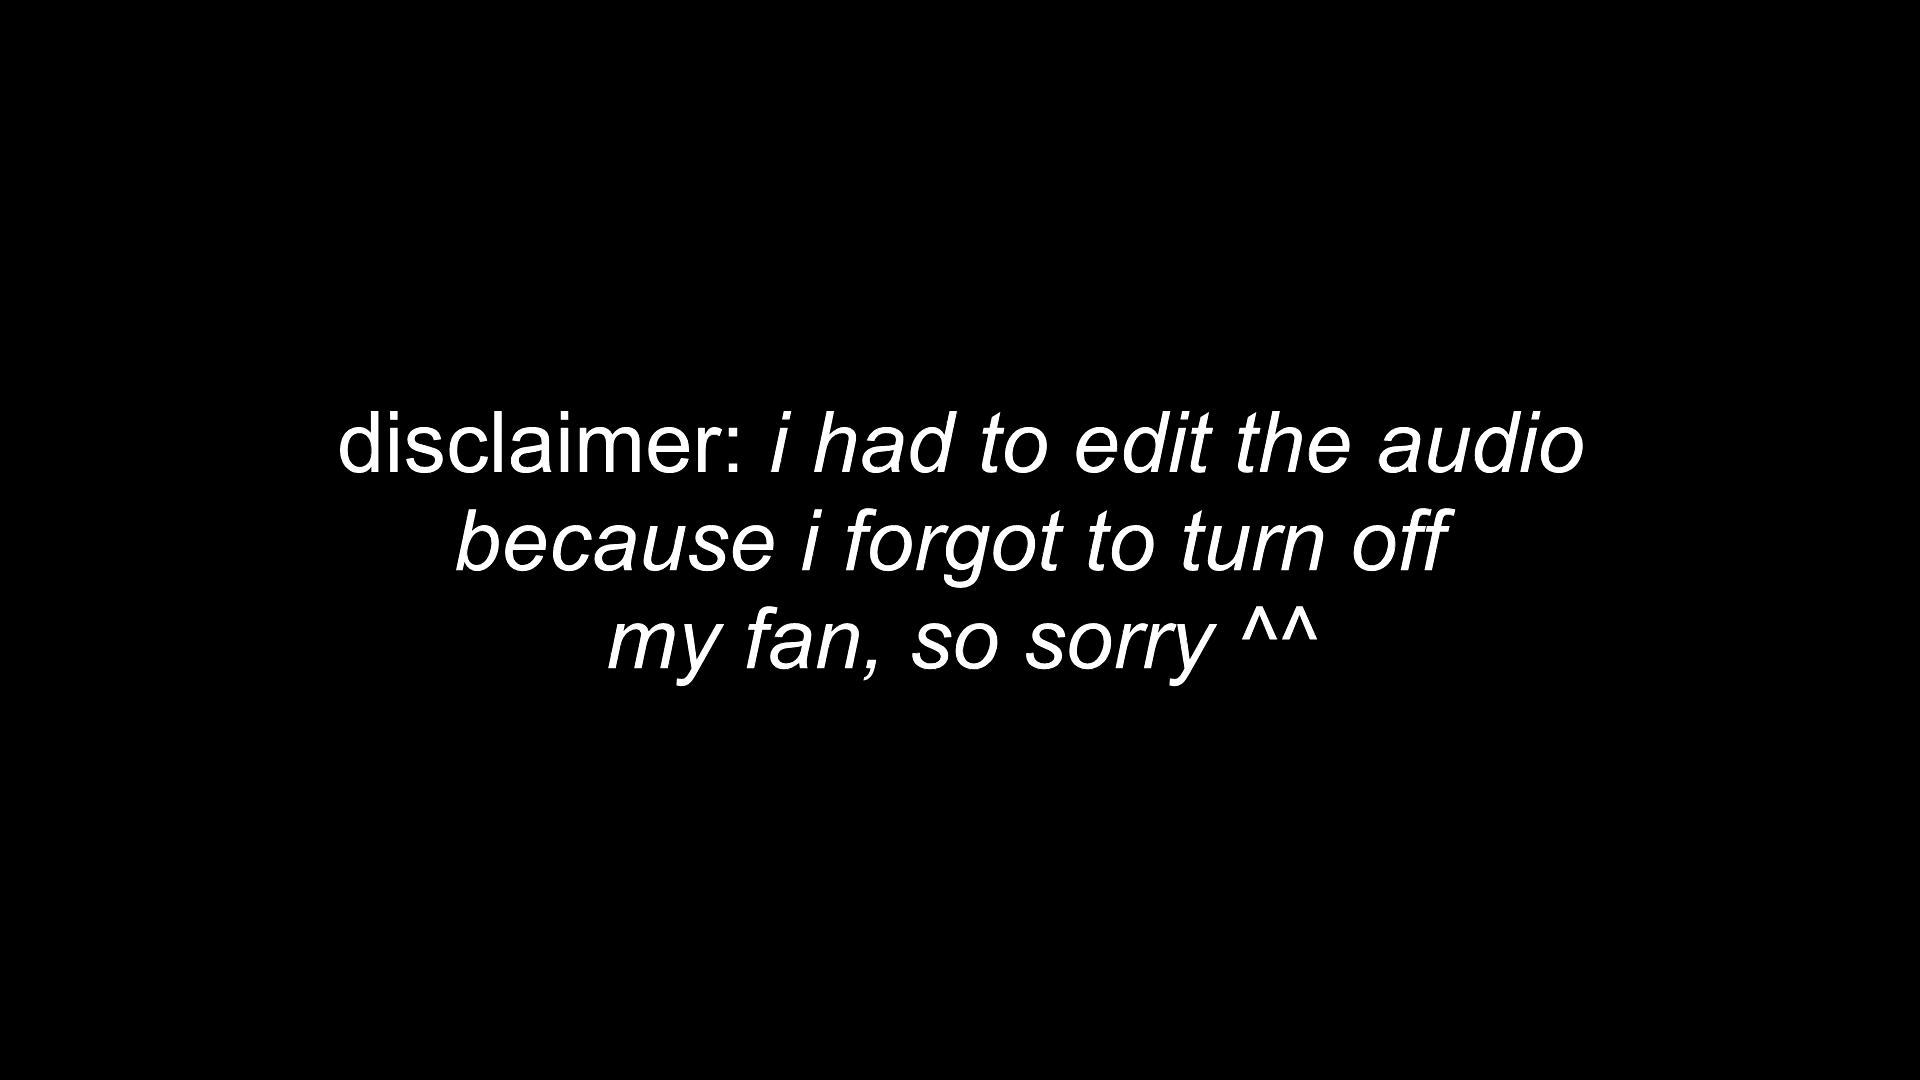 disclaimer: i had to edit the audio
because i forgot to turn off
my fan, so sorry ^^